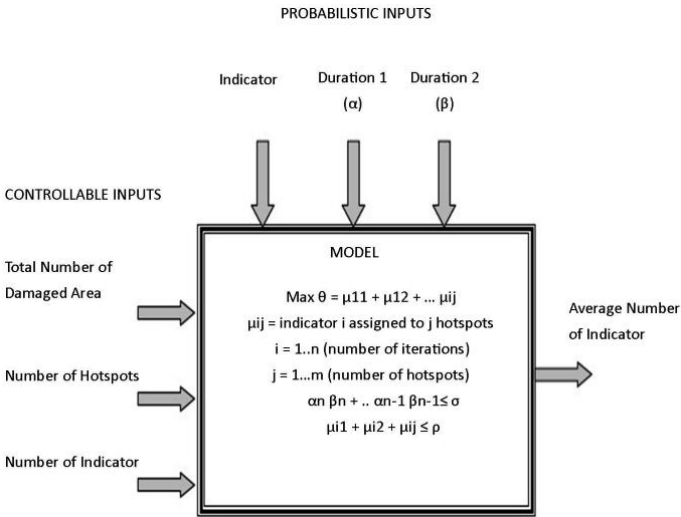 PROBABILISTIC INPUTS
Indicator
Duration 1
(α)
Duration 2
(β)
CONTROLLABLE INPUTS
Total Number of
Damaged Area
Number of Hotspots
Number of Indicator
MODEL
Max θ = μ11 + μ12 + ... μij
μij = indicator i assigned to j hotspots
i = 1..n (number of iterations)
j = 1...m (number of hotspots)
αn βn + .. αn-1 βn-1≤ σ
μi1 + μi2 + μij ≤ ρ
Average Number
of Indicator